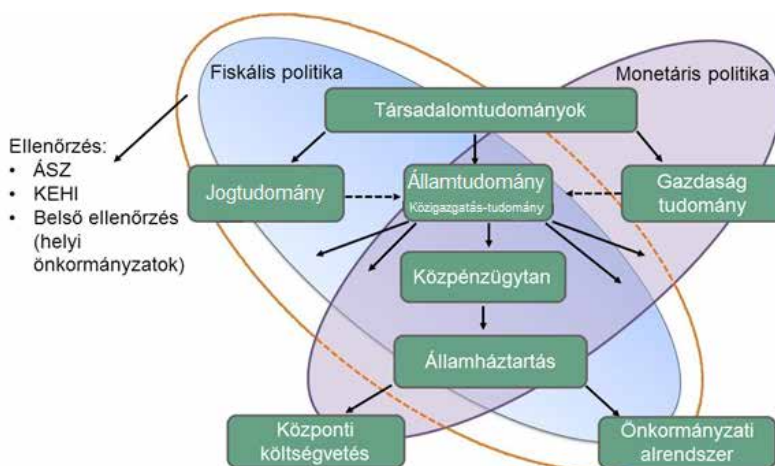 Fiskális politika
Monetáris politika
Társadalomtudományok
Ellenőrzés:
• ÁSZ
• KEHI
• Belső ellenőrzés
(helyi
önkormányzatok)
Jogtudomány
Államtudomány
Közigazgatás-tudomány
Gazdaság
tudomány
Közpénzügytan
Államháztartás
Központi
költségvetés
Önkormányzati
alrendszer